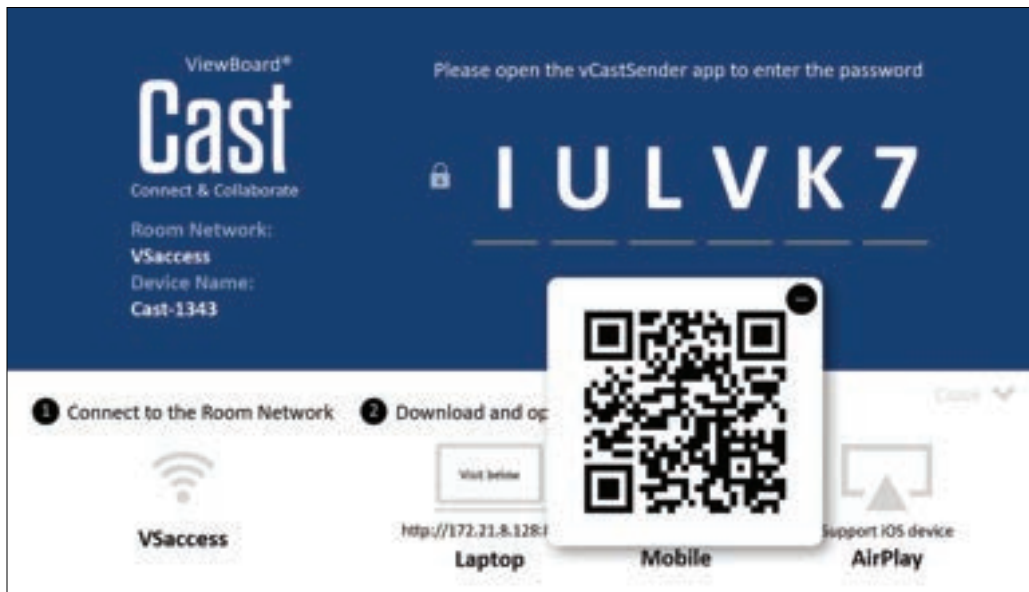 ViewBoard®
Cast
Connect & Collaborate
Room Network:
VSaccess
Device Name:
Cast-1343
Please open the vCastSender app to enter the password
I U L V K 7
1 Connect to the Room Network
2 Download and op
VSaccess
Visit below
http://172.21.8.128:
Laptop
Mobile
Support iOS device
AirPlay